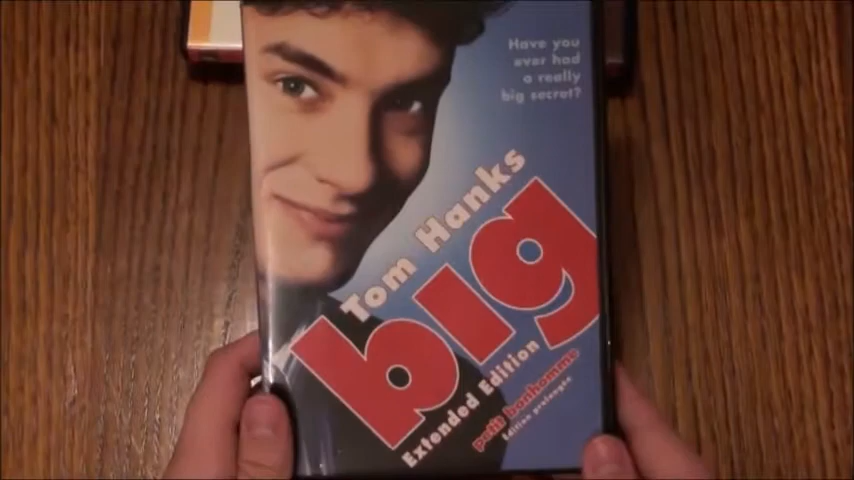 Have you
ever had
a really
big secret?
Tom Hanks
big
Extended Edition
petit bonhomme
Édition prolongée